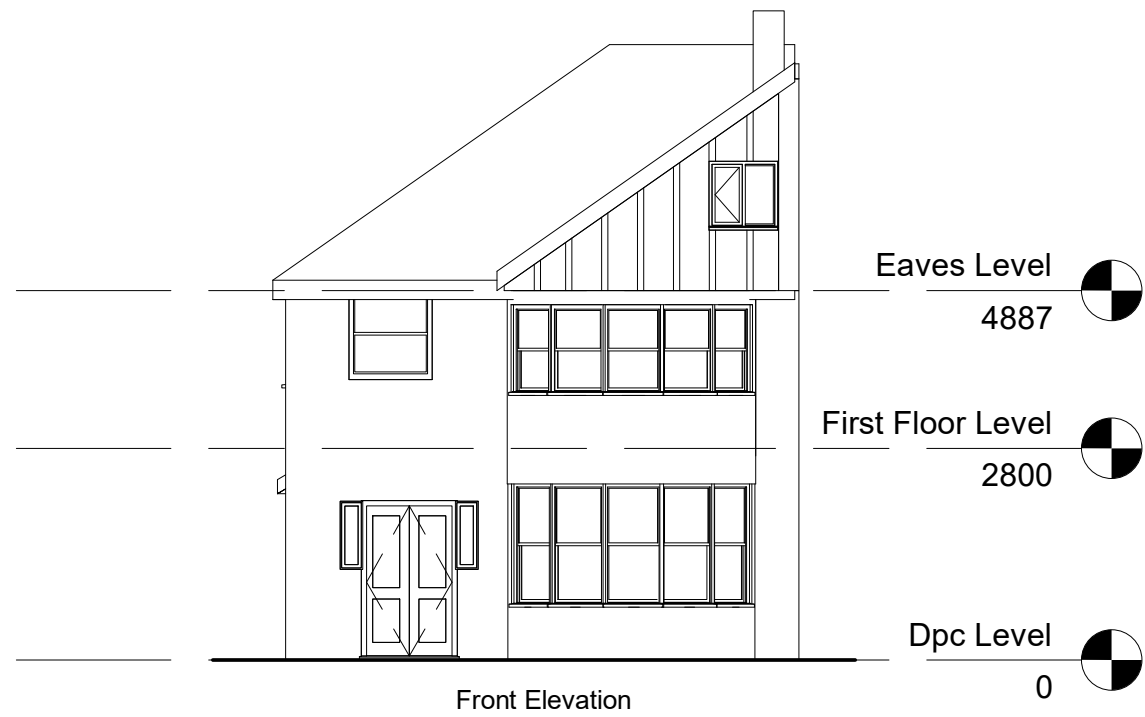 Eaves Level
4887
First Floor Level
2800
Dpc Level
0
Front Elevation